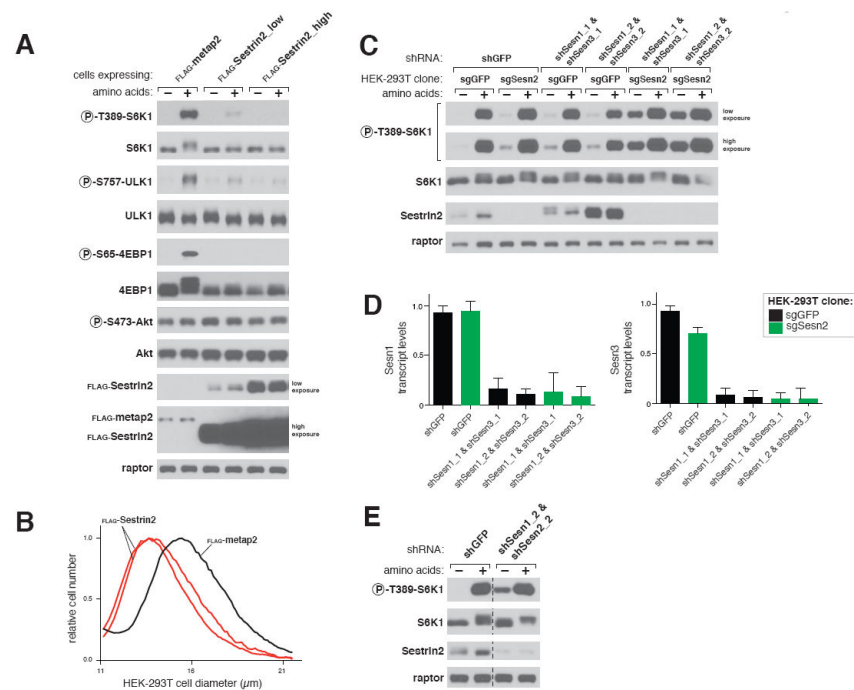 A
FLAG-metap2
FLAG-Sestrin2_low
FLAG-Sestrin2_high
cells expressing:
amino acids: – + – + – +
Ⓟ-T389-S6K1
S6K1
Ⓟ-S757-ULK1
ULK1
Ⓟ-S65-4EBP1
4EBP1
Ⓟ-S473-Akt
Akt
FLAG-Sestrin2
low exposure
FLAG-metap2
FLAG-Sestrin2
high exposure
raptor
B
FLAG-Sestrin2
FLAG-metap2
relative cell number
1.0
0.5
0.0
11 16 21
HEK-293T cell diameter (µm)
C
shRNA:
shGFP
shSesn1_1 & shSesn3_1
shSesn1_2 & shSesn3_2
shSesn1_1 & shSesn3_1
shSesn1_2 & shSesn3_2
HEK-293T clone: sgGFP sgSesn2 sgGFP sgGFP sgSesn2 sgSesn2
amino acids: – + – + – + – + – + – +
Ⓟ-T389-S6K1
low exposure
high exposure
S6K1
Sestrin2
raptor
D
Sesn1 transcript levels
1.0
0.5
0
shGFP
shGFP
shSesn1_1 & shSesn3_1
shSesn1_2 & shSesn3_2
shSesn1_1 & shSesn3_1
shSesn1_2 & shSesn3_2
Sesn3 transcript levels
1.0
0.5
0
shGFP
shGFP
shSesn1_1 & shSesn3_1
shSesn1_2 & shSesn3_2
shSesn1_1 & shSesn3_1
shSesn1_2 & shSesn3_2
HEK-293T clone:
sgGFP
sgSesn2
E
shRNA:
shGFP
shSesn1_2 & shSesn2_2
amino acids: – + – +
Ⓟ-T389-S6K1
S6K1
Sestrin2
raptor